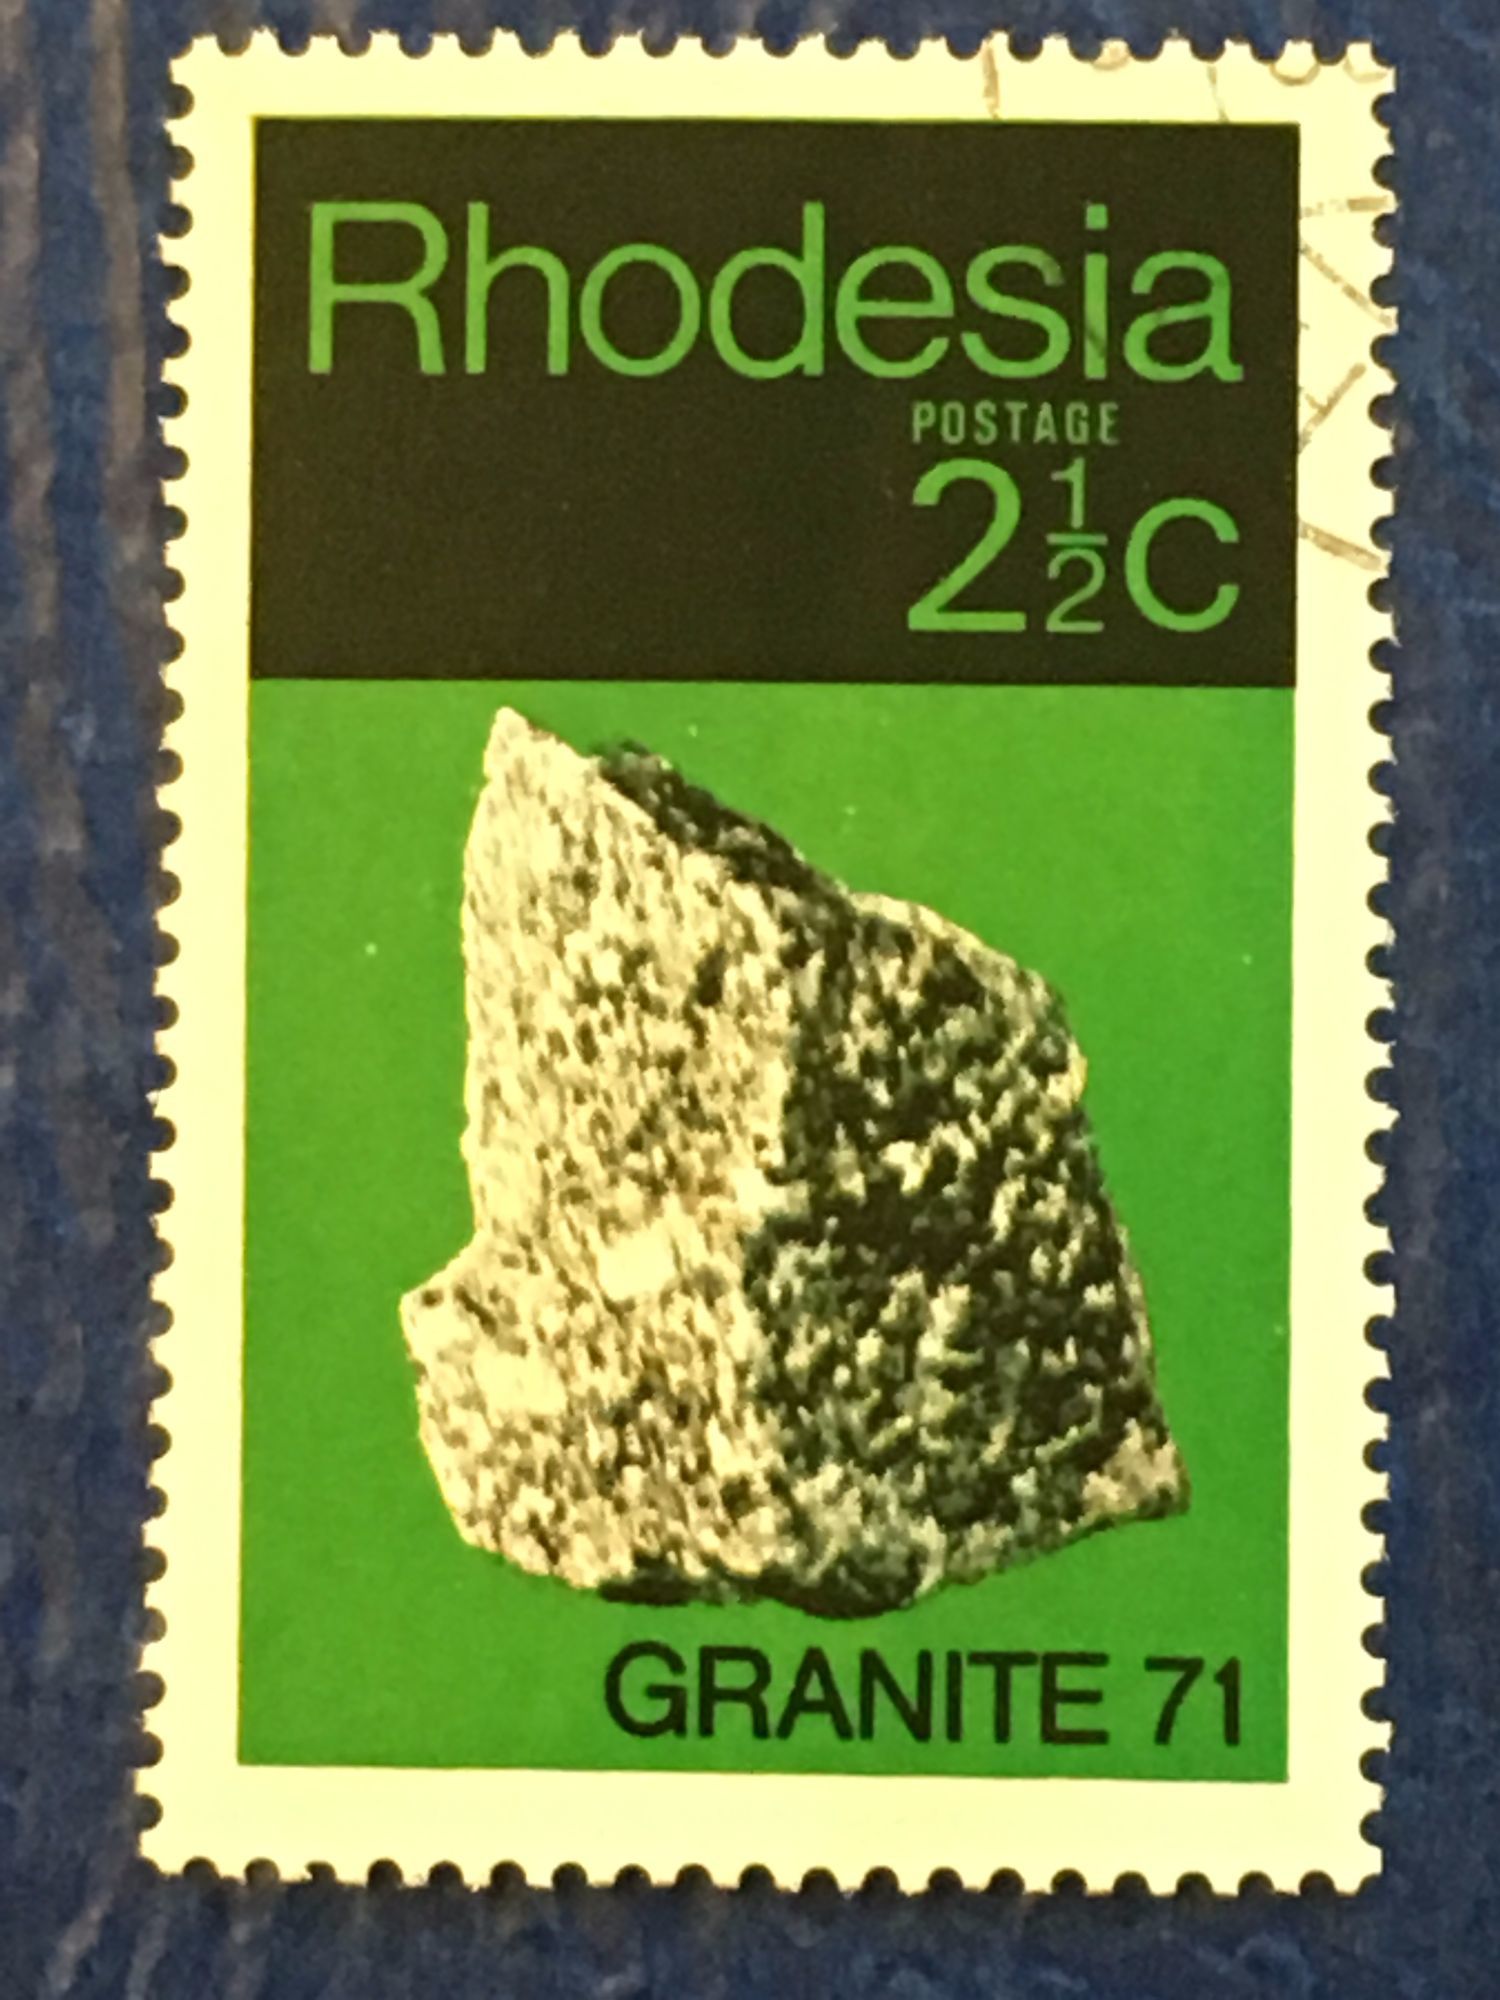 Rhodesia
POSTAGE
2½c
GRANITE 71